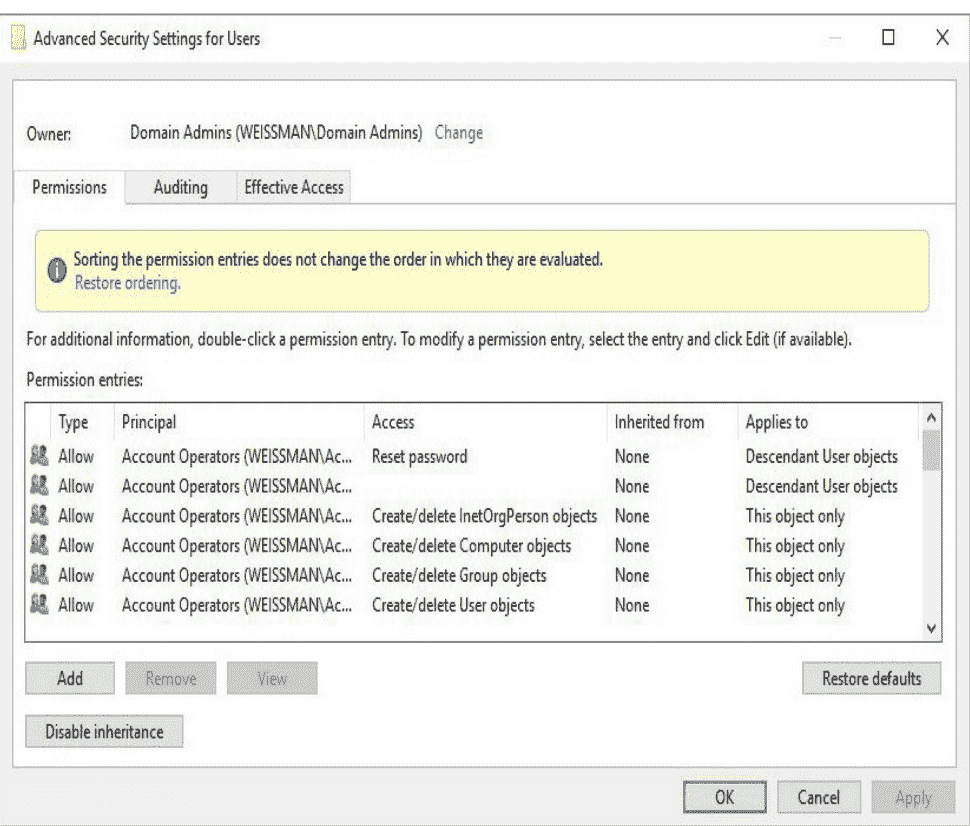 Advanced Security Settings for Users
Owner: Domain Admins (WEISSMAN\Domain Admins) Change
Permissions Auditing Effective Access
Sorting the permission entries does not change the order in which they are evaluated.
Restore ordering.
For additional information, double-click a permission entry. To modify a permission entry, select the entry and click Edit (if available).
Permission entries:
Type Principal Access Inherited from Applies to
Allow Account Operators (WEISSMAN\Ac... Reset password None Descendant User objects
Allow Account Operators (WEISSMAN\Ac... None Descendant User objects
Allow Account Operators (WEISSMAN\Ac... Create/delete InetOrgPerson objects None This object only
Allow Account Operators (WEISSMAN\Ac... Create/delete Computer objects None This object only
Allow Account Operators (WEISSMAN\Ac... Create/delete Group objects None This object only
Allow Account Operators (WEISSMAN\Ac... Create/delete User objects None This object only
Add Remove View Restore defaults
Disable inheritance
OK Cancel Apply